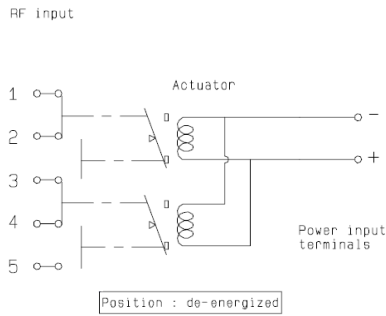 RF input
Actuator
1
2
3
4
5
-
+
Power input
terminals
Position : de-energized